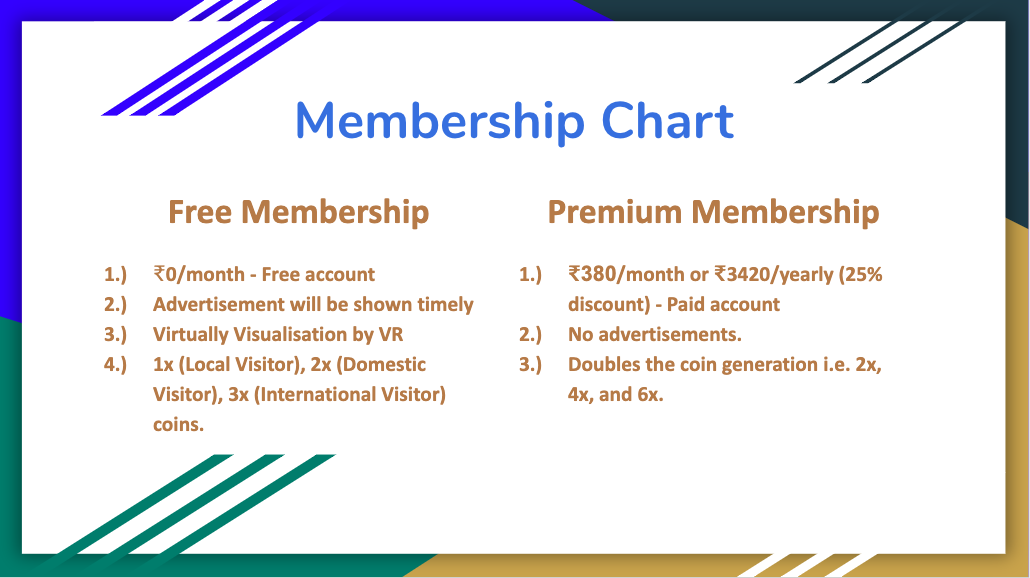 Membership Chart
Free Membership
1.) ₹0/month - Free account
2.) Advertisement will be shown timely
3.) Virtually Visualisation by VR
4.) 1x (Local Visitor), 2x (Domestic
Visitor), 3x (International Visitor)
coins.
Premium Membership
1.) ₹380/month or ₹3420/yearly (25%
discount) - Paid account
2.) No advertisements.
3.) Doubles the coin generation i.e. 2x,
4x, and 6x.